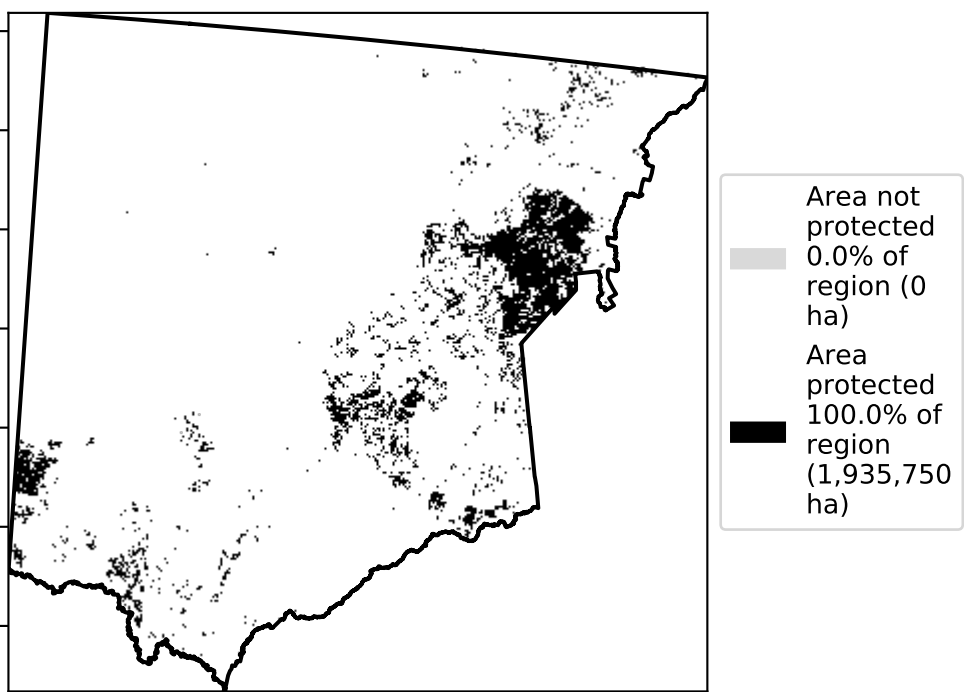 Area not
protected
0.0% of
region (0
ha)
Area
protected
100.0% of
region
(1,935,750
ha)